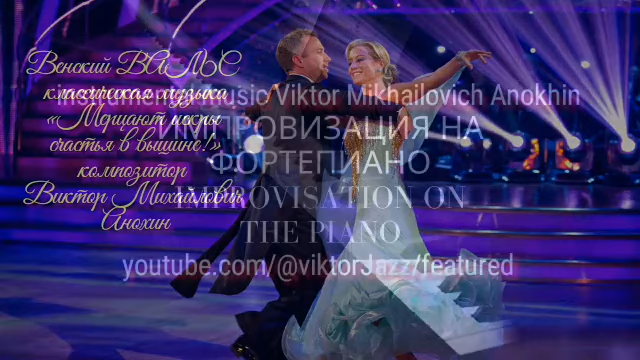 Венский ВАЛЬС
классическая музыка
«Мерцают искры
счастья в вышине!»
композитор
Виктор Михайлович
Анохин
instrumental music Viktor Mikhailovich Anokhin
ИМПРОВИЗАЦИЯ НА
ФОРТЕПИАНО
IMPROVISATION ON
THE PIANO
youtube.com/@viktorJazz/featured